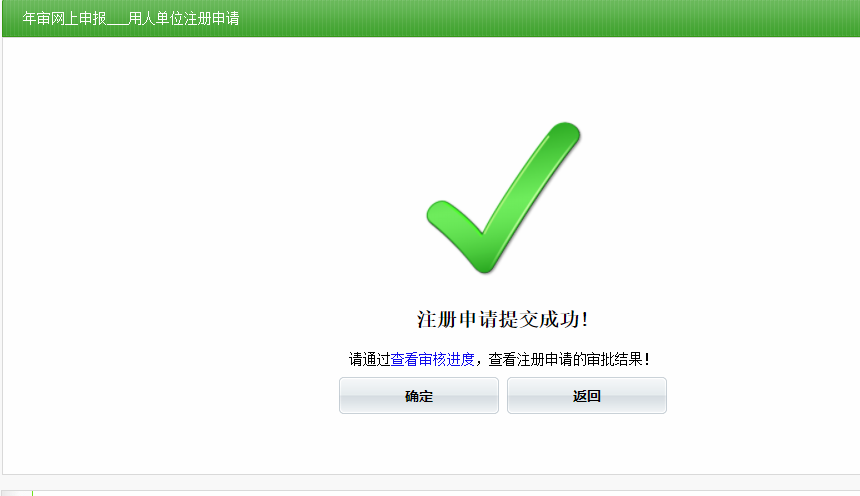 年审网上申报___用人单位注册申请
注册申请提交成功!
请通过查看审核进度，查看注册申请的审批结果！
确定
返回